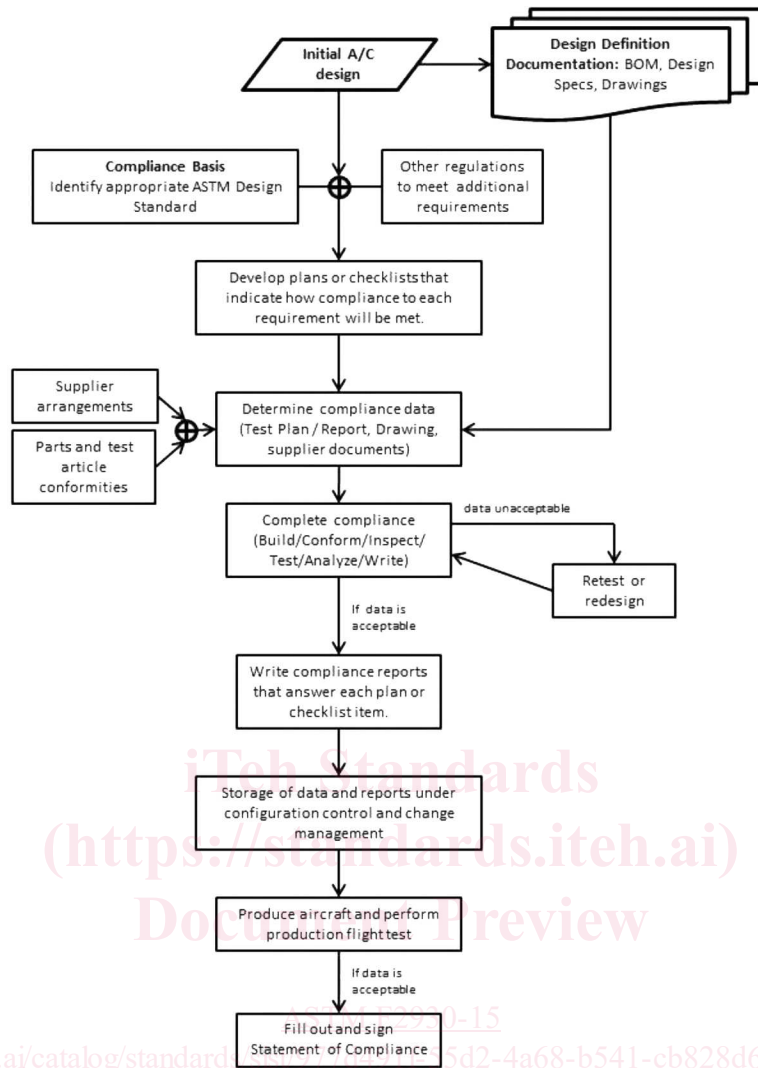 Initial A/C
design
Design Definition
Documentation: BOM, Design
Specs, Drawings
Compliance Basis
Identify appropriate ASTM Design
Standard
Other regulations
to meet additional
requirements
Develop plans or checklists that
indicate how compliance to each
requirement will be met.
Supplier
arrangements
Parts and test
article
conformities
Determine compliance data
(Test Plan / Report, Drawing,
supplier documents)
Complete compliance
(Build/Conform/Inspect/
Test/Analyze/Write)
data unacceptable
Retest or
redesign
If data is
acceptable
Write compliance reports
that answer each plan or
checklist item.
iTeh Standards
Storage of data and reports under
configuration control and change
management
(https://standards.iteh.ai)
Document Preview
Produce aircraft and perform
production flight test
If data is
acceptable
ASTM F2930-15
Fill out and sign
Statement of Compliance
.ai/catalog/standards/sist/